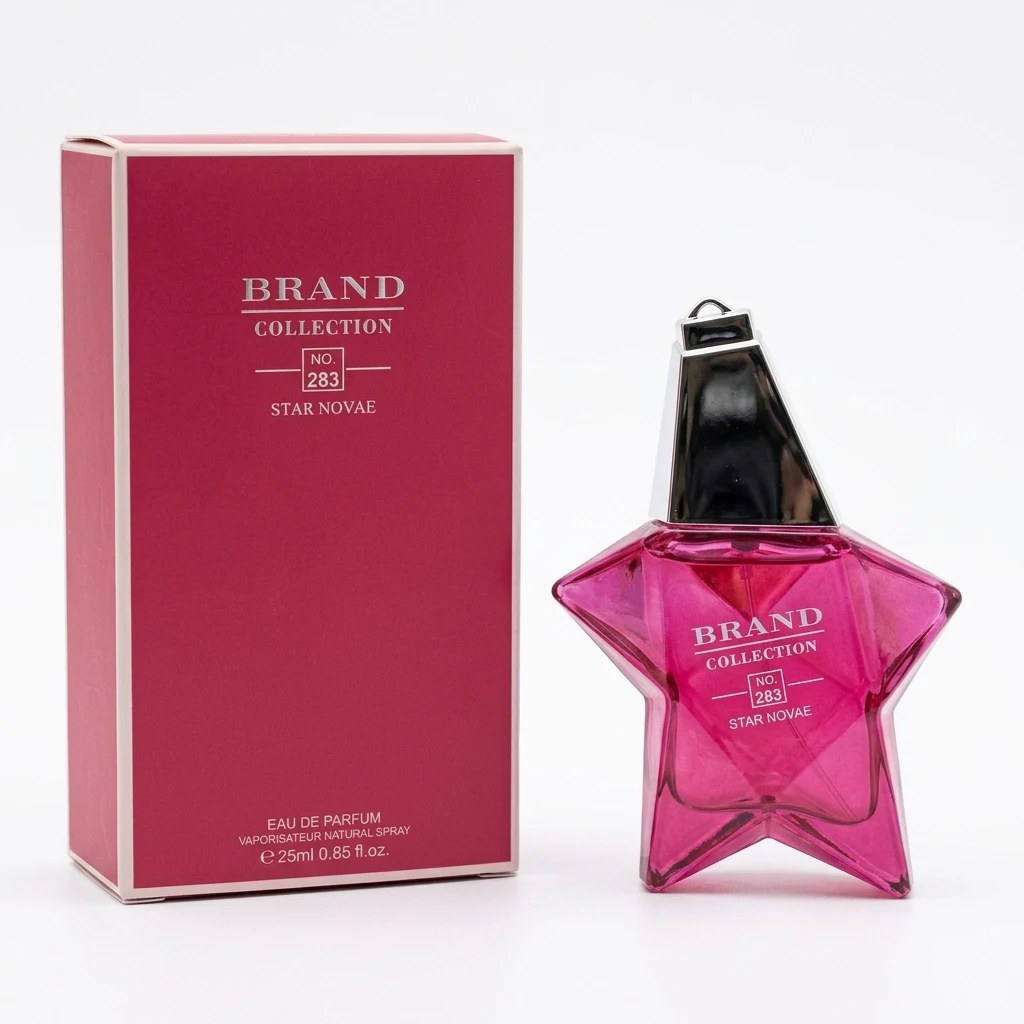 BRAND
COLLECTION
NO.
283
STAR NOVAE
EAU DE PARFUM
VAPORISATEUR NATURAL SPRAY
℮ 25ml 0.85 fl.oz.
BRAND
COLLECTION
NO.
283
STAR NOVAE